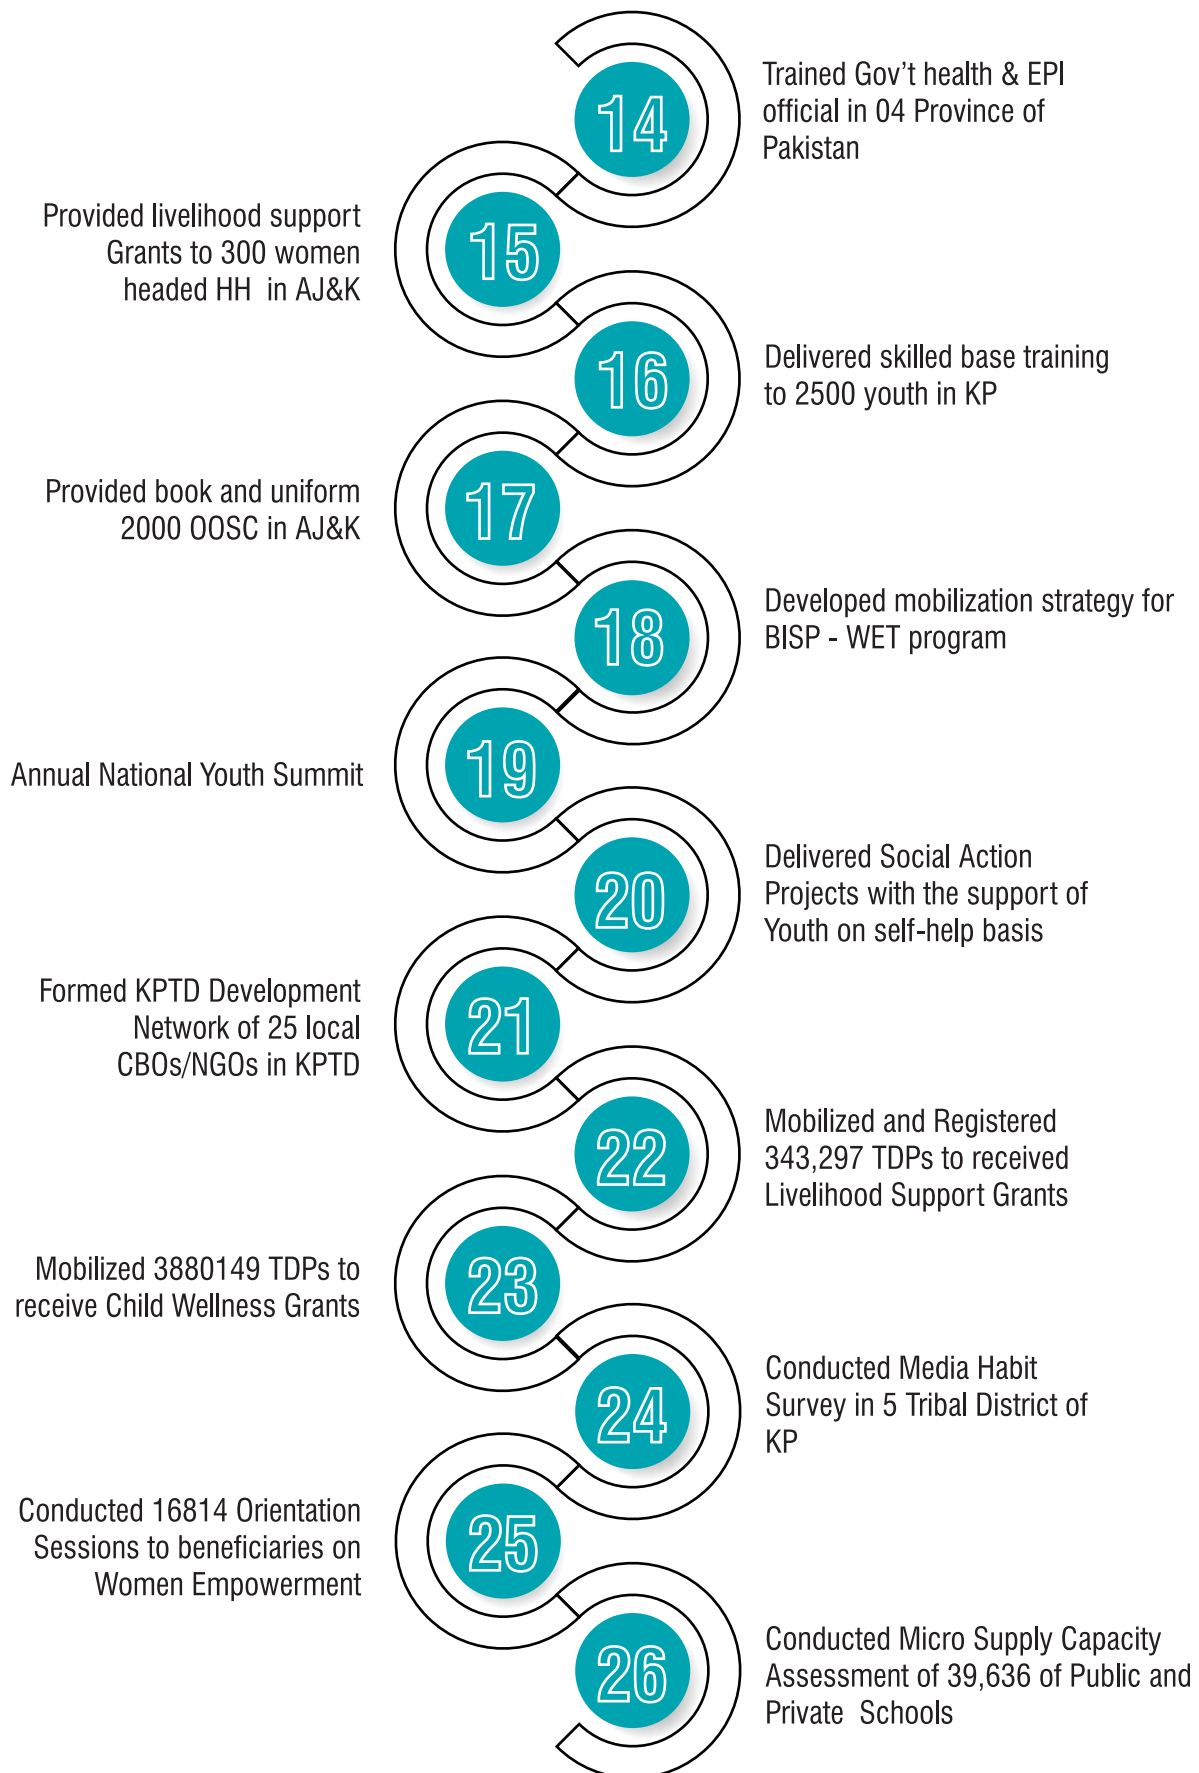 14
Trained Gov't health & EPI
official in 04 Province of
Pakistan
Provided livelihood support
Grants to 300 women
headed HH in AJ&K
15
16
Delivered skilled base training
to 2500 youth in KP
Provided book and uniform
2000 OOSC in AJ&K
17
18
Developed mobilization strategy for
BISP - WET program
Annual National Youth Summit
19
20
Delivered Social Action
Projects with the support of
Youth on self-help basis
Formed KPTD Development
Network of 25 local
CBOs/NGOs in KPTD
21
22
Mobilized and Registered
343,297 TDPs to received
Livelihood Support Grants
Mobilized 3880149 TDPs to
receive Child Wellness Grants
23
24
Conducted Media Habit
Survey in 5 Tribal District of
KP
Conducted 16814 Orientation
Sessions to beneficiaries on
Women Empowerment
25
26
Conducted Micro Supply Capacity
Assessment of 39,636 of Public and
Private Schools